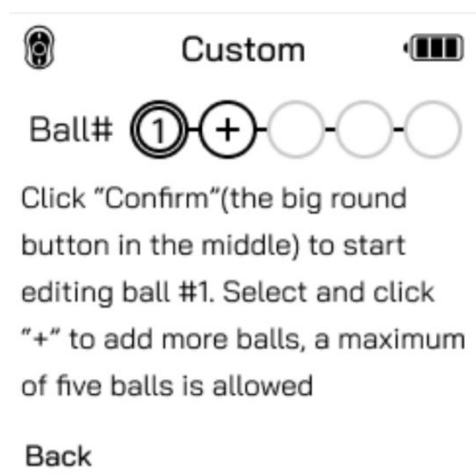 Custom
Ball# 1 +
Click "Confirm"(the big round
button in the middle) to start
editing ball #1. Select and click
"+" to add more balls, a maximum
of five balls is allowed
Back